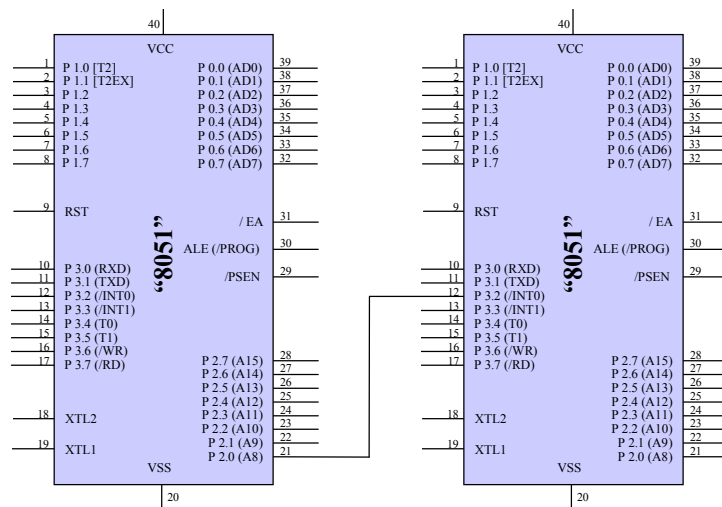 40
VCC
1 P 1.0 [T2] P 0.0 (AD0) 39
2 P 1.1 [T2EX] P 0.1 (AD1) 38
3 P 1.2 P 0.2 (AD2) 37
4 P 1.3 P 0.3 (AD3) 36
5 P 1.4 P 0.4 (AD4) 35
6 P 1.5 P 0.5 (AD5) 34
7 P 1.6 P 0.6 (AD6) 33
8 P 1.7 P 0.7 (AD7) 32
9 RST
/ EA 31
ALE (/PROG) 30
/PSEN 29
“8051”
10 P 3.0 (RXD)
11 P 3.1 (TXD)
12 P 3.2 (/INT0)
13 P 3.3 (/INT1)
14 P 3.4 (T0)
15 P 3.5 (T1)
16 P 3.6 (/WR)
17 P 3.7 (/RD)
P 2.7 (A15) 28
P 2.6 (A14) 27
P 2.5 (A13) 26
P 2.4 (A12) 25
P 2.3 (A11) 24
P 2.2 (A10) 23
P 2.1 (A9) 22
P 2.0 (A8) 21
18 XTL2
19 XTL1
VSS
20
40
VCC
1 P 1.0 [T2] P 0.0 (AD0) 39
2 P 1.1 [T2EX] P 0.1 (AD1) 38
3 P 1.2 P 0.2 (AD2) 37
4 P 1.3 P 0.3 (AD3) 36
5 P 1.4 P 0.4 (AD4) 35
6 P 1.5 P 0.5 (AD5) 34
7 P 1.6 P 0.6 (AD6) 33
8 P 1.7 P 0.7 (AD7) 32
9 RST
/ EA 31
ALE (/PROG) 30
/PSEN 29
“8051”
10 P 3.0 (RXD)
11 P 3.1 (TXD)
12 P 3.2 (/INT0)
13 P 3.3 (/INT1)
14 P 3.4 (T0)
15 P 3.5 (T1)
16 P 3.6 (/WR)
17 P 3.7 (/RD)
P 2.7 (A15) 28
P 2.6 (A14) 27
P 2.5 (A13) 26
P 2.4 (A12) 25
P 2.3 (A11) 24
P 2.2 (A10) 23
P 2.1 (A9) 22
P 2.0 (A8) 21
18 XTL2
19 XTL1
VSS
20